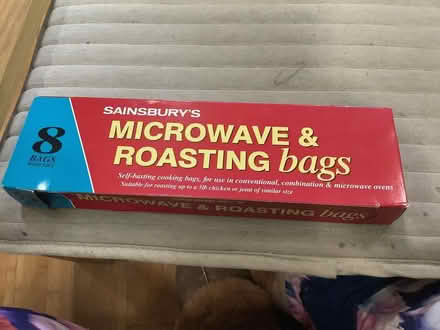 SAINSBURY'S
8
BAGS
MICROWAVE &
ROASTING bags
Self-basting cooking bags, for use in conventional, combination & microwave ovens
Suitable for roasting up to a 5lb chicken or joint of similar size
MICROWAVE & ROASTING bags